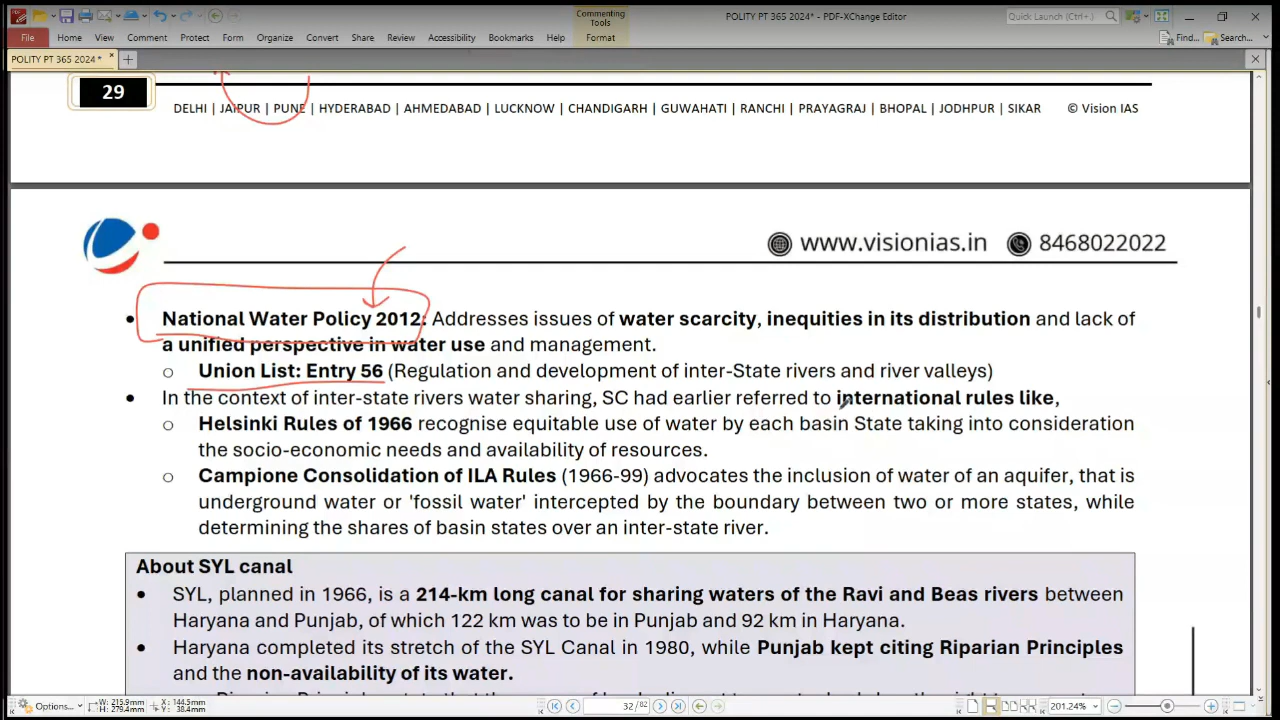 POLITY PT 365 2024* - PDF-XChange Editor
Commenting Tools
Quick Launch (Ctrl+.)
File Home View Comment Protect Form Organize Convert Share Review Accessibility Bookmarks Help Format
Find... Search...
POLITY PT 365 2024 *
29
DELHI | JAIPUR | PUNE | HYDERABAD | AHMEDABAD | LUCKNOW | CHANDIGARH | GUWAHATI | RANCHI | PRAYAGRAJ | BHOPAL | JODHPUR | SIKAR © Vision IAS
www.visionias.in 8468022022
• National Water Policy 2012: Addresses issues of water scarcity, inequities in its distribution and lack of
a unified perspective in water use and management.
o Union List: Entry 56 (Regulation and development of inter-State rivers and river valleys)
• In the context of inter-state rivers water sharing, SC had earlier referred to international rules like,
o Helsinki Rules of 1966 recognise equitable use of water by each basin State taking into consideration
the socio-economic needs and availability of resources.
o Campione Consolidation of ILA Rules (1966-99) advocates the inclusion of water of an aquifer, that is
underground water or 'fossil water' intercepted by the boundary between two or more states, while
determining the shares of basin states over an inter-state river.
About SYL canal
• SYL, planned in 1966, is a 214-km long canal for sharing waters of the Ravi and Beas rivers between
Haryana and Punjab, of which 122 km was to be in Punjab and 92 km in Haryana.
• Haryana completed its stretch of the SYL Canal in 1980, while Punjab kept citing Riparian Principles
and the non-availability of its water.
Options... W: 215.9mm H: 279.4mm X: 144.5mm Y: 38.4mm 32 / 82 201.24%